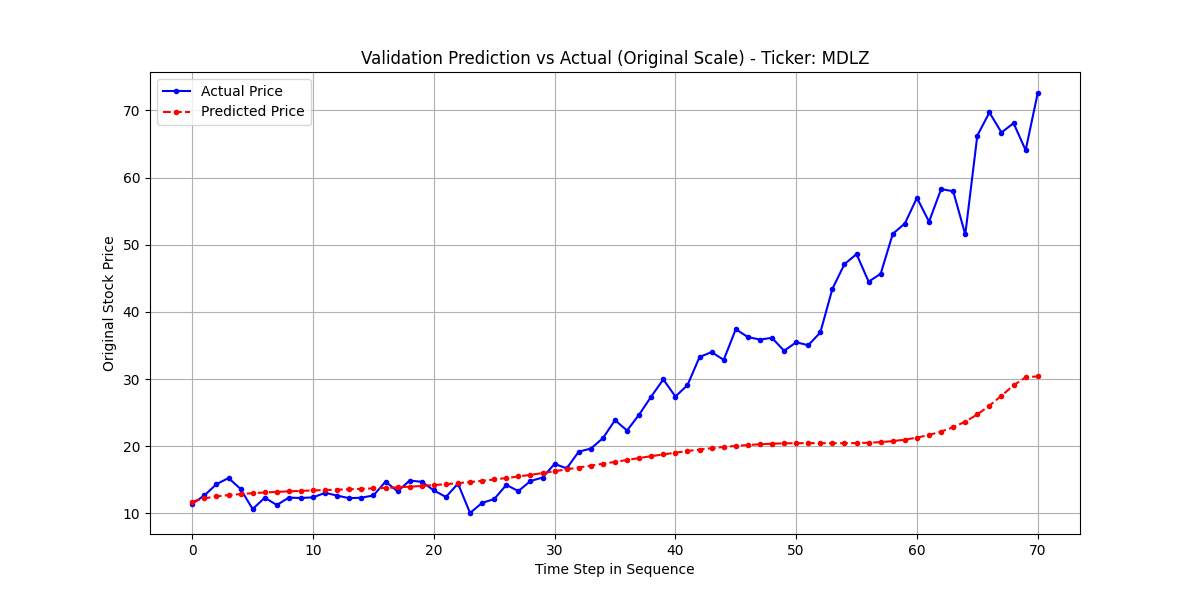 Validation Prediction vs Actual (Original Scale) - Ticker: MDLZ
Actual Price
Predicted Price
Original Stock Price
70
60
50
40
30
20
10
0 10 20 30 40 50 60 70
Time Step in Sequence